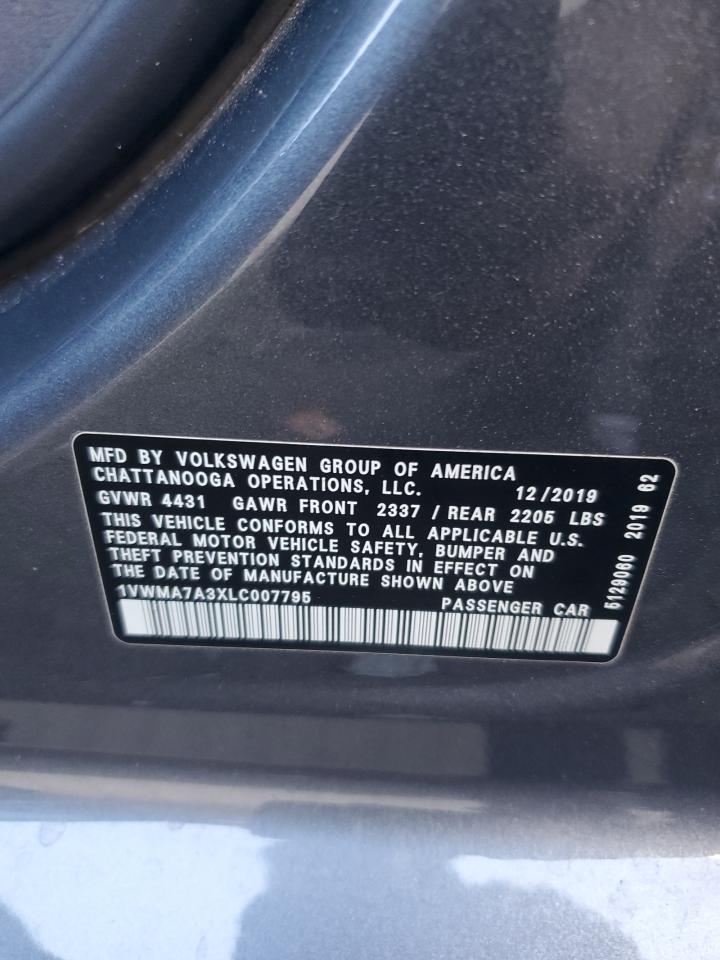 MFD BY VOLKSWAGEN GROUP OF AMERICA
CHATTANOOGA OPERATIONS, LLC. 12/2019
GVWR 4431 GAWR FRONT 2337 / REAR 2205 LBS
THIS VEHICLE CONFORMS TO ALL APPLICABLE U.S.
FEDERAL MOTOR VEHICLE SAFETY, BUMPER AND
THEFT PREVENTION STANDARDS IN EFFECT ON
THE DATE OF MANUFACTURE SHOWN ABOVE
1VWMA7A3XLC007795 PASSENGER CAR
5129060 2019 62